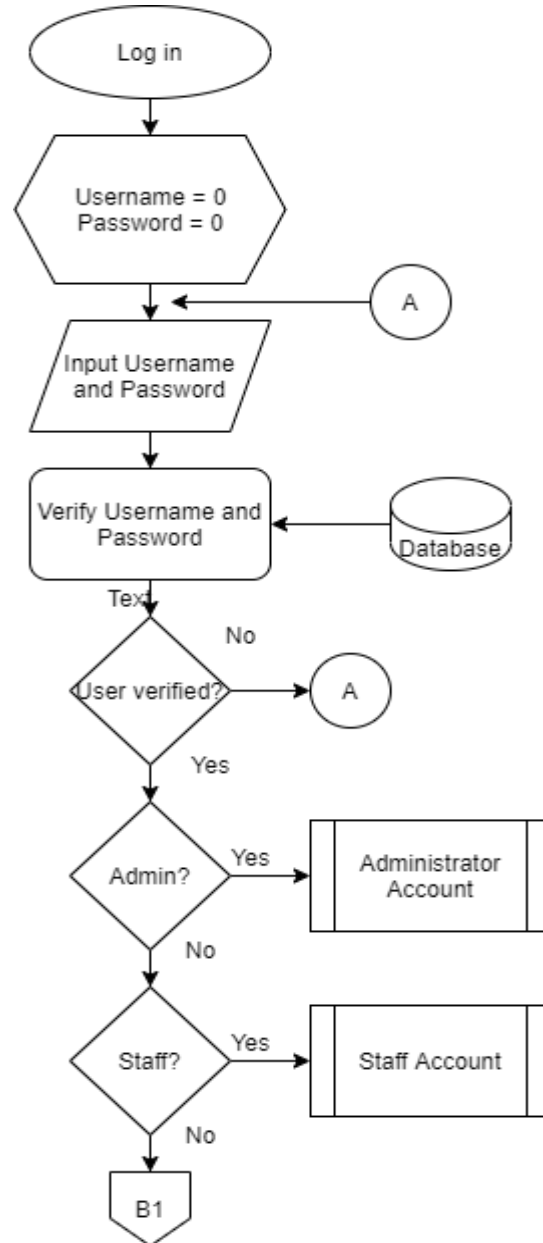 Log in
Username = 0
Password = 0
A
Input Username
and Password
Verify Username and
Password
Database
Text
No
User verified?
A
Yes
Admin?
Yes
Administrator
Account
No
Staff?
Yes
Staff Account
No
B1